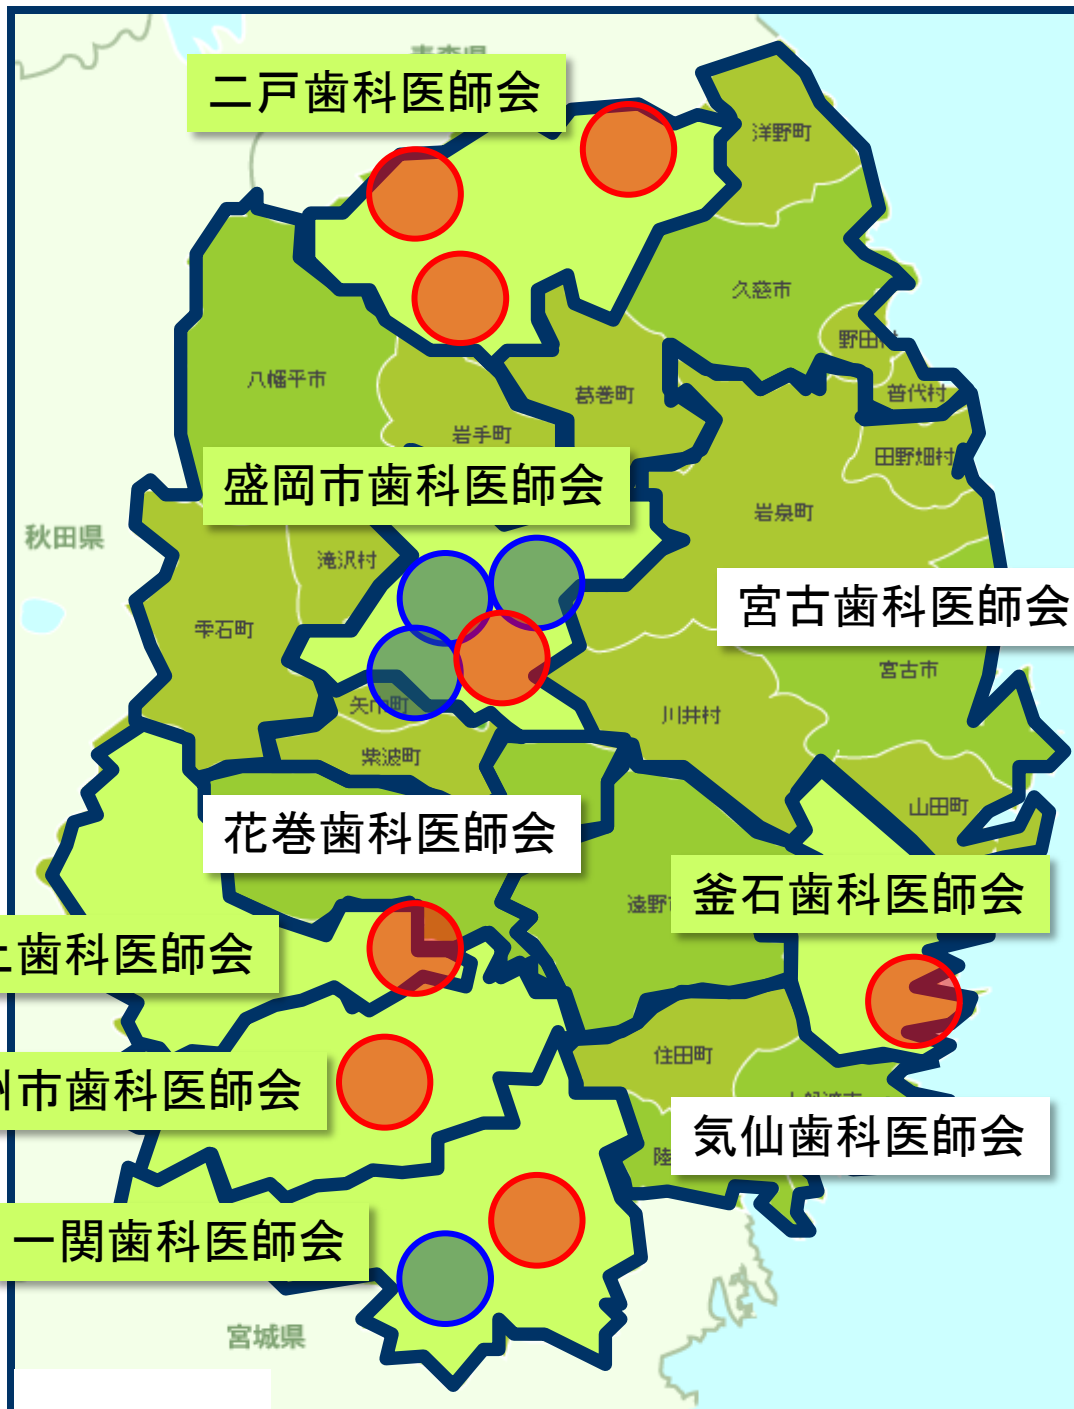 二戸歯科医師会
洋野町
久慈市
野田村
八幡平市
葛巻町
普代村
岩手町
田野畑村
盛岡市歯科医師会
岩泉町
秋田県
滝沢村
宮古歯科医師会
雫石町
宮古市
矢巾町
川井村
紫波町
山田町
花巻歯科医師会
釜石歯科医師会
遠野
歯科医師会
住田町
市歯科医師会
気仙歯科医師会
陸
一関歯科医師会
宮城県